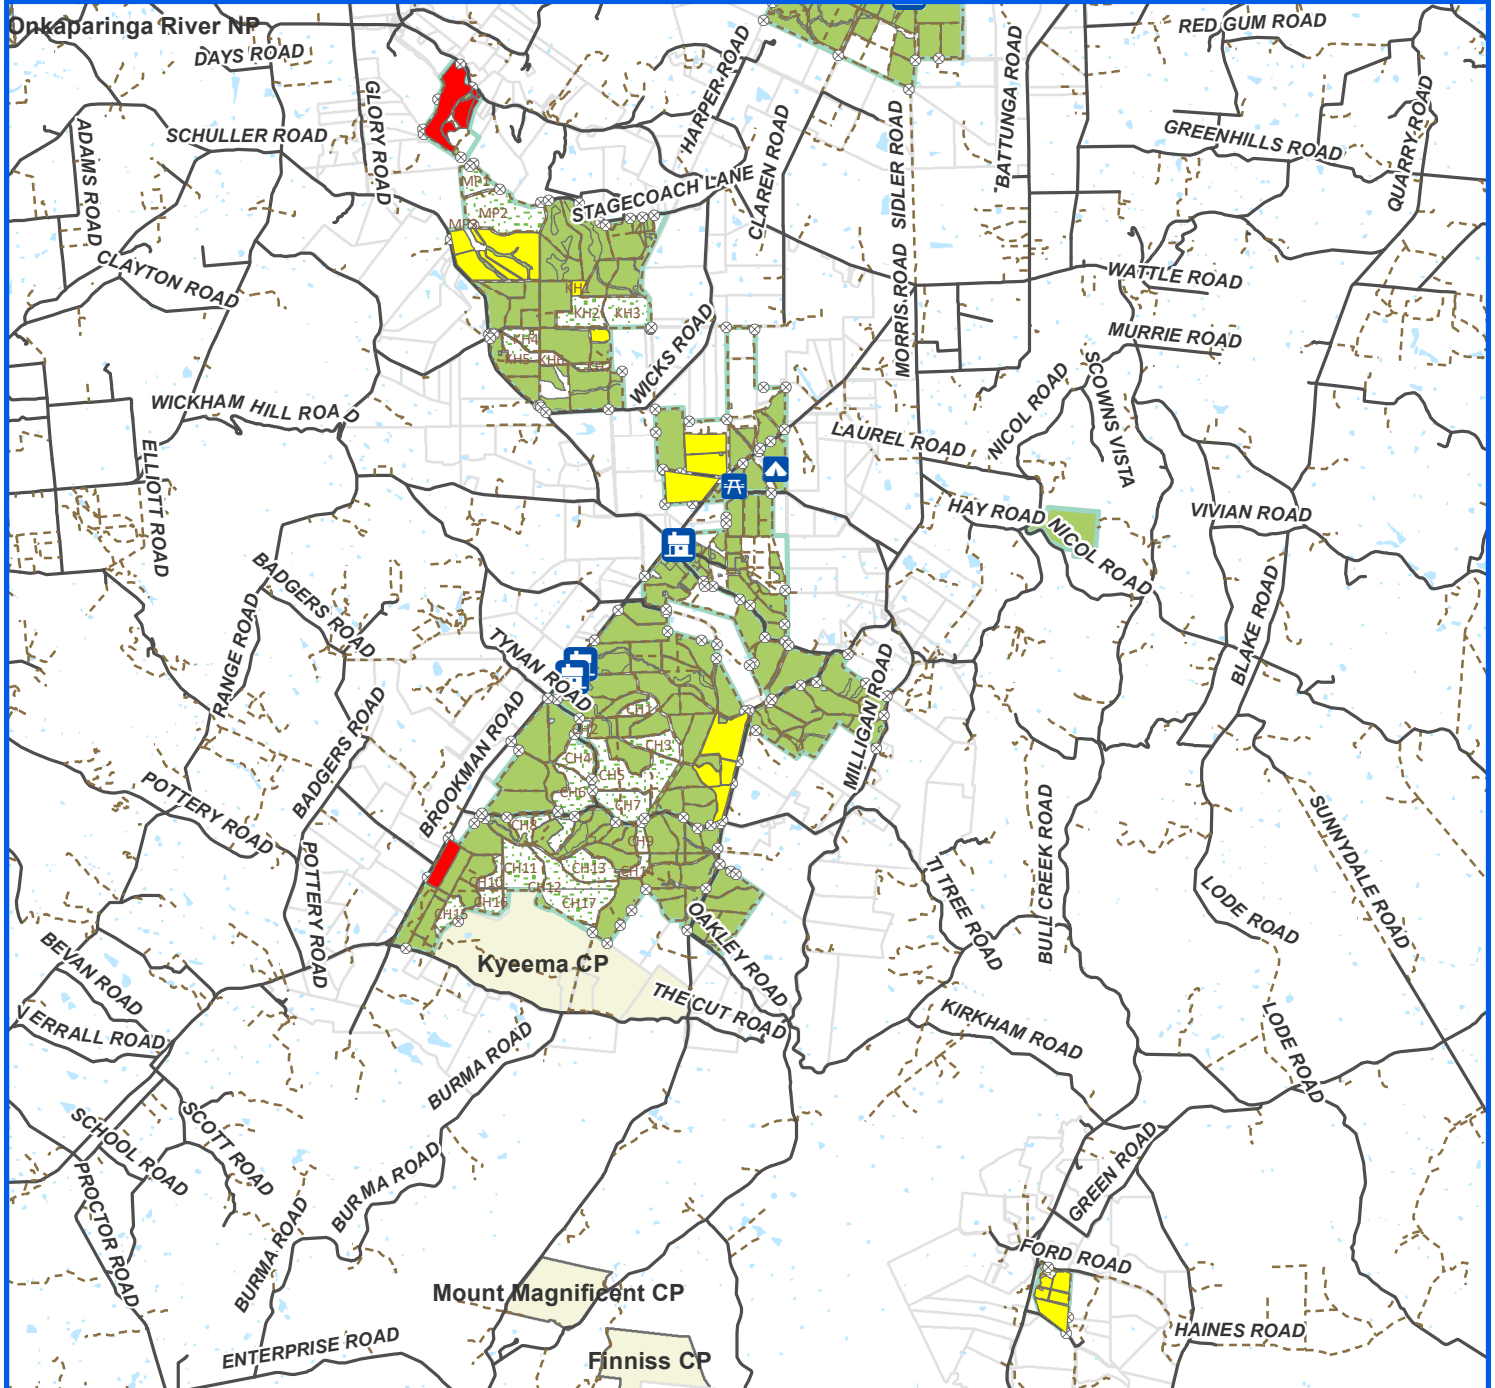 Onkaparinga River NP
DAYS ROAD
RED GUM ROAD
HARPER ROAD
BATTUNGA ROAD
GLORY ROAD
ADAMS ROAD
SCHULLER ROAD
CLAREN ROAD
SIDLER ROAD
GREENHILLS ROAD
QUARRY ROAD
MP1
STAGECOACH LANE
MP2
MP3
CLAYTON ROAD
WATTLE ROAD
KH1
KH2
KH3
MORRIS ROAD
MURRIE ROAD
KH4
KH5
KH6
KH7
WICKS ROAD
NICOL ROAD
SCOWNS VISTA
WICKHAM HILL ROAD
LAUREL ROAD
ELLIOTT ROAD
HAY ROAD
NICOL ROAD
VIVIAN ROAD
BADGERS ROAD
RANGE ROAD
BLAKE ROAD
TYNAN ROAD
MILLIGAN ROAD
BADGERS ROAD
BROOKMAN ROAD
CH1
CH2
CH3
CH4
CH5
CH6
CH7
POTTERY ROAD
CH8
CH9
BULL CREEK ROAD
SUNNYDALE ROAD
POTTERY ROAD
CH10
CH11
CH12
CH13
CH14
CH15
CH16
CH17
TI TREE ROAD
LODE ROAD
BEVAN ROAD
OAKLEY ROAD
Kyeema CP
THE CUT ROAD
VERRALL ROAD
KIRKHAM ROAD
LODE ROAD
BURMA ROAD
SCHOOL ROAD
SCOTT ROAD
BURMA ROAD
GREEN ROAD
PROCTOR ROAD
BURMA ROAD
FORD ROAD
Mount Magnificent CP
ENTERPRISE ROAD
HAINES ROAD
Finniss CP